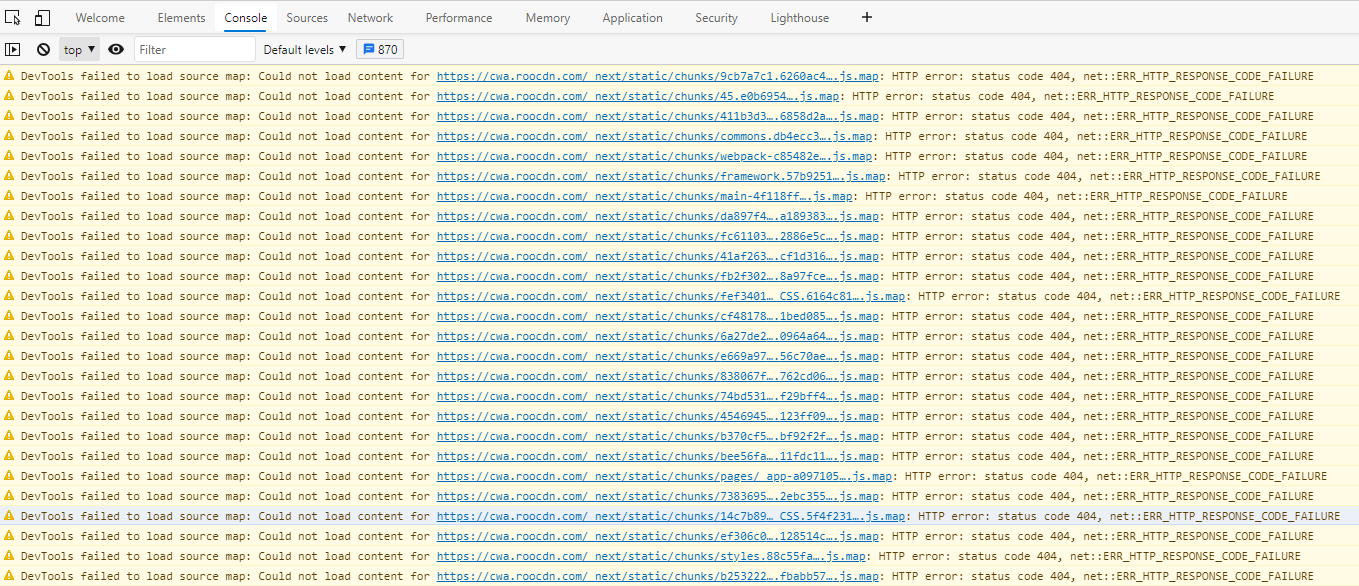 Welcome Elements Console Sources Network Performance Memory Application Security Lighthouse +
top ▼ Filter Default levels ▼ 870
DevTools failed to load source map: Could not load content for https://cwa.roocdn.com/_next/static/chunks/9cb7a7c1.6260ac4….js.map: HTTP error: status code 404, net::ERR_HTTP_RESPONSE_CODE_FAILURE
DevTools failed to load source map: Could not load content for https://cwa.roocdn.com/_next/static/chunks/45.e0b6954….js.map: HTTP error: status code 404, net::ERR_HTTP_RESPONSE_CODE_FAILURE
DevTools failed to load source map: Could not load content for https://cwa.roocdn.com/_next/static/chunks/411b3d3….6858d2a….js.map: HTTP error: status code 404, net::ERR_HTTP_RESPONSE_CODE_FAILURE
DevTools failed to load source map: Could not load content for https://cwa.roocdn.com/_next/static/chunks/commons.db4ecc3….js.map: HTTP error: status code 404, net::ERR_HTTP_RESPONSE_CODE_FAILURE
DevTools failed to load source map: Could not load content for https://cwa.roocdn.com/_next/static/chunks/webpack-c85482e….js.map: HTTP error: status code 404, net::ERR_HTTP_RESPONSE_CODE_FAILURE
DevTools failed to load source map: Could not load content for https://cwa.roocdn.com/_next/static/chunks/framework.57b9251….js.map: HTTP error: status code 404, net::ERR_HTTP_RESPONSE_CODE_FAILURE
DevTools failed to load source map: Could not load content for https://cwa.roocdn.com/_next/static/chunks/main-4f118ff….js.map: HTTP error: status code 404, net::ERR_HTTP_RESPONSE_CODE_FAILURE
DevTools failed to load source map: Could not load content for https://cwa.roocdn.com/_next/static/chunks/da897f4….a189383….js.map: HTTP error: status code 404, net::ERR_HTTP_RESPONSE_CODE_FAILURE
DevTools failed to load source map: Could not load content for https://cwa.roocdn.com/_next/static/chunks/fc61103….2886e5c….js.map: HTTP error: status code 404, net::ERR_HTTP_RESPONSE_CODE_FAILURE
DevTools failed to load source map: Could not load content for https://cwa.roocdn.com/_next/static/chunks/41af263….cf1d316….js.map: HTTP error: status code 404, net::ERR_HTTP_RESPONSE_CODE_FAILURE
DevTools failed to load source map: Could not load content for https://cwa.roocdn.com/_next/static/chunks/fb2f302….8a97fce….js.map: HTTP error: status code 404, net::ERR_HTTP_RESPONSE_CODE_FAILURE
DevTools failed to load source map: Could not load content for https://cwa.roocdn.com/_next/static/chunks/fef3401…_CSS.6164c81….js.map: HTTP error: status code 404, net::ERR_HTTP_RESPONSE_CODE_FAILURE
DevTools failed to load source map: Could not load content for https://cwa.roocdn.com/_next/static/chunks/cf48178….1bed085….js.map: HTTP error: status code 404, net::ERR_HTTP_RESPONSE_CODE_FAILURE
DevTools failed to load source map: Could not load content for https://cwa.roocdn.com/_next/static/chunks/6a27de2….0964a64….js.map: HTTP error: status code 404, net::ERR_HTTP_RESPONSE_CODE_FAILURE
DevTools failed to load source map: Could not load content for https://cwa.roocdn.com/_next/static/chunks/e669a97….56c70ae….js.map: HTTP error: status code 404, net::ERR_HTTP_RESPONSE_CODE_FAILURE
DevTools failed to load source map: Could not load content for https://cwa.roocdn.com/_next/static/chunks/838067f….762cd06….js.map: HTTP error: status code 404, net::ERR_HTTP_RESPONSE_CODE_FAILURE
DevTools failed to load source map: Could not load content for https://cwa.roocdn.com/_next/static/chunks/74bd531….f29bff4….js.map: HTTP error: status code 404, net::ERR_HTTP_RESPONSE_CODE_FAILURE
DevTools failed to load source map: Could not load content for https://cwa.roocdn.com/_next/static/chunks/4546945….123ff09….js.map: HTTP error: status code 404, net::ERR_HTTP_RESPONSE_CODE_FAILURE
DevTools failed to load source map: Could not load content for https://cwa.roocdn.com/_next/static/chunks/b370cf5….bf92f2f….js.map: HTTP error: status code 404, net::ERR_HTTP_RESPONSE_CODE_FAILURE
DevTools failed to load source map: Could not load content for https://cwa.roocdn.com/_next/static/chunks/bee56fa….11fdc11….js.map: HTTP error: status code 404, net::ERR_HTTP_RESPONSE_CODE_FAILURE
DevTools failed to load source map: Could not load content for https://cwa.roocdn.com/_next/static/chunks/pages/_app-a097105….js.map: HTTP error: status code 404, net::ERR_HTTP_RESPONSE_CODE_FAILURE
DevTools failed to load source map: Could not load content for https://cwa.roocdn.com/_next/static/chunks/7383695….2ebc355….js.map: HTTP error: status code 404, net::ERR_HTTP_RESPONSE_CODE_FAILURE
DevTools failed to load source map: Could not load content for https://cwa.roocdn.com/_next/static/chunks/14c7b89…_CSS.5f4f231….js.map: HTTP error: status code 404, net::ERR_HTTP_RESPONSE_CODE_FAILURE
DevTools failed to load source map: Could not load content for https://cwa.roocdn.com/_next/static/chunks/ef306c0….128514c….js.map: HTTP error: status code 404, net::ERR_HTTP_RESPONSE_CODE_FAILURE
DevTools failed to load source map: Could not load content for https://cwa.roocdn.com/_next/static/chunks/styles.88c55fa….js.map: HTTP error: status code 404, net::ERR_HTTP_RESPONSE_CODE_FAILURE
DevTools failed to load source map: Could not load content for https://cwa.roocdn.com/_next/static/chunks/b253222….fbabb57….js.map: HTTP error: status code 404, net::ERR_HTTP_RESPONSE_CODE_FAILURE